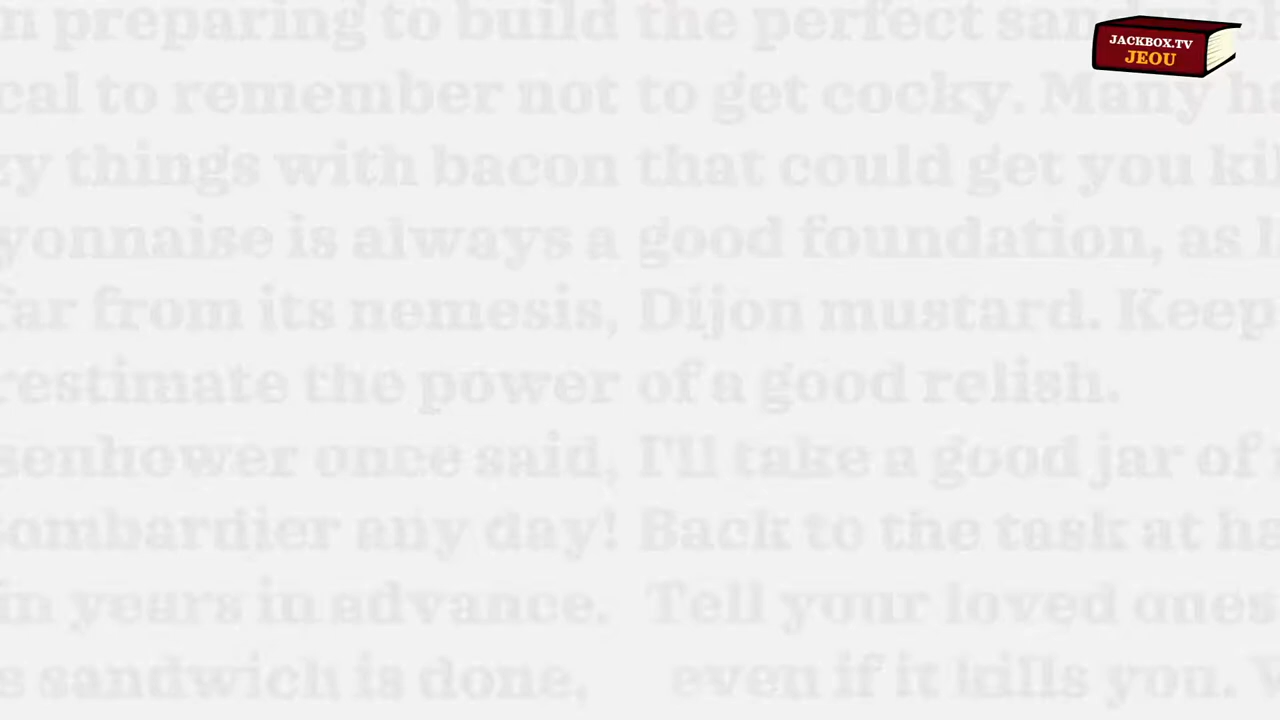 n preparing to build the perfect sandwich
cal to remember not to get cocky. Many ha
zy things with bacon that could get you kil
yonnaise is always a good foundation, as l
far from its nemesis, Dijon mustard. Keep
restimate the power of a good relish.
senhower once said, I'll take a good jar of
ombardier any day! Back to the task at ha
in years in advance. Tell your loved ones
s sandwich is done, even if it kills you.
JACKBOX.TV
JEOU